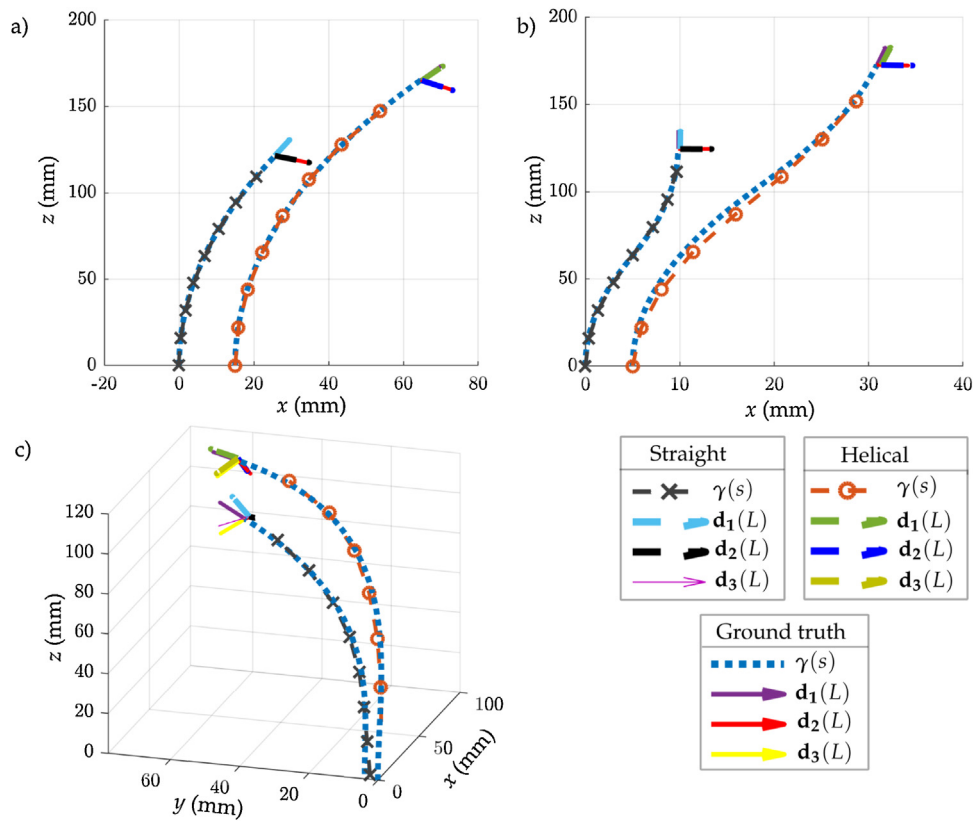 a)
200
150
100
50
0
z (mm)
-20
0
20
40
60
80
x (mm)
b)
200
150
100
50
0
z (mm)
0
10
20
30
40
x (mm)
c)
120
100
80
60
40
20
0
z (mm)
60
40
20
0
y (mm)
0
50
100
x (mm)
Straight
γ(s)
d₁(L)
d₂(L)
d₃(L)
Helical
γ(s)
d₁(L)
d₂(L)
d₃(L)
Ground truth
γ(s)
d₁(L)
d₂(L)
d₃(L)